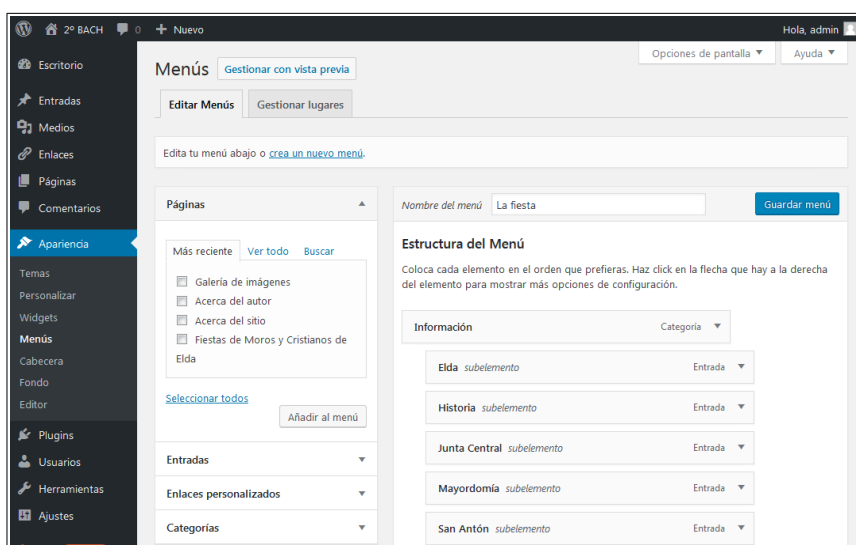 2º BACH 0 Nuevo Hola, admin
Opciones de pantalla Ayuda
Escritorio
Entradas
Medios
Enlaces
Páginas
Comentarios
Apariencia
Temas
Personalizar
Widgets
Menús
Cabecera
Fondo
Editor
Plugins
Usuarios
Herramientas
Ajustes
Menús Gestionar con vista previa
Editar Menús Gestionar lugares
Edita tu menú abajo o crea un nuevo menú.
Páginas
Más reciente Ver todo Buscar
Galería de imágenes
Acerca del autor
Acerca del sitio
Fiestas de Moros y Cristianos de
Elda
Seleccionar todos
Añadir al menú
Entradas
Enlaces personalizados
Categorías
Nombre del menú La fiesta Guardar menú
Estructura del Menú
Coloca cada elemento en el orden que prefieras. Haz click en la flecha que hay a la derecha
del elemento para mostrar más opciones de configuración.
Información Categoría
Elda subelemento Entrada
Historia subelemento Entrada
Junta Central subelemento Entrada
Mayordomía subelemento Entrada
San Antón subelemento Entrada